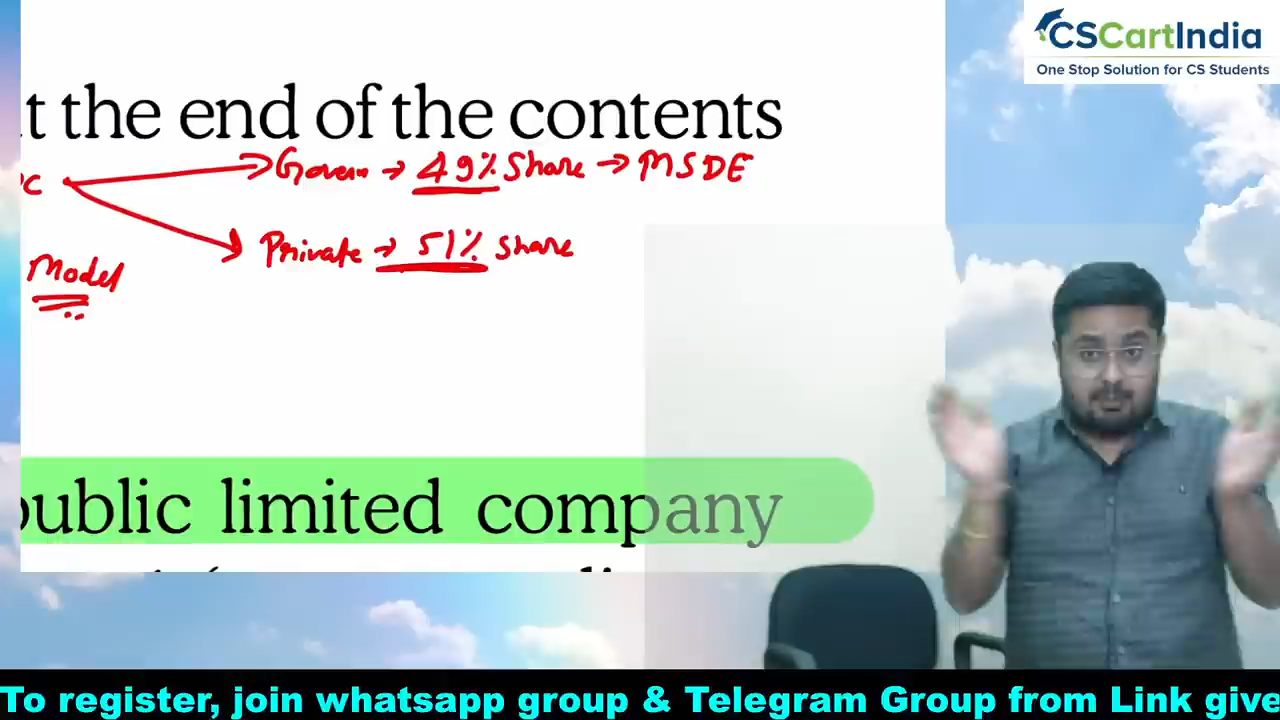 CSCartIndia
One Stop Solution for CS Students
t the end of the contents
Govern → 49% Share → MSDE
Private → 51% Share
Model
public limited company
To register, join whatsapp group & Telegram Group from Link give